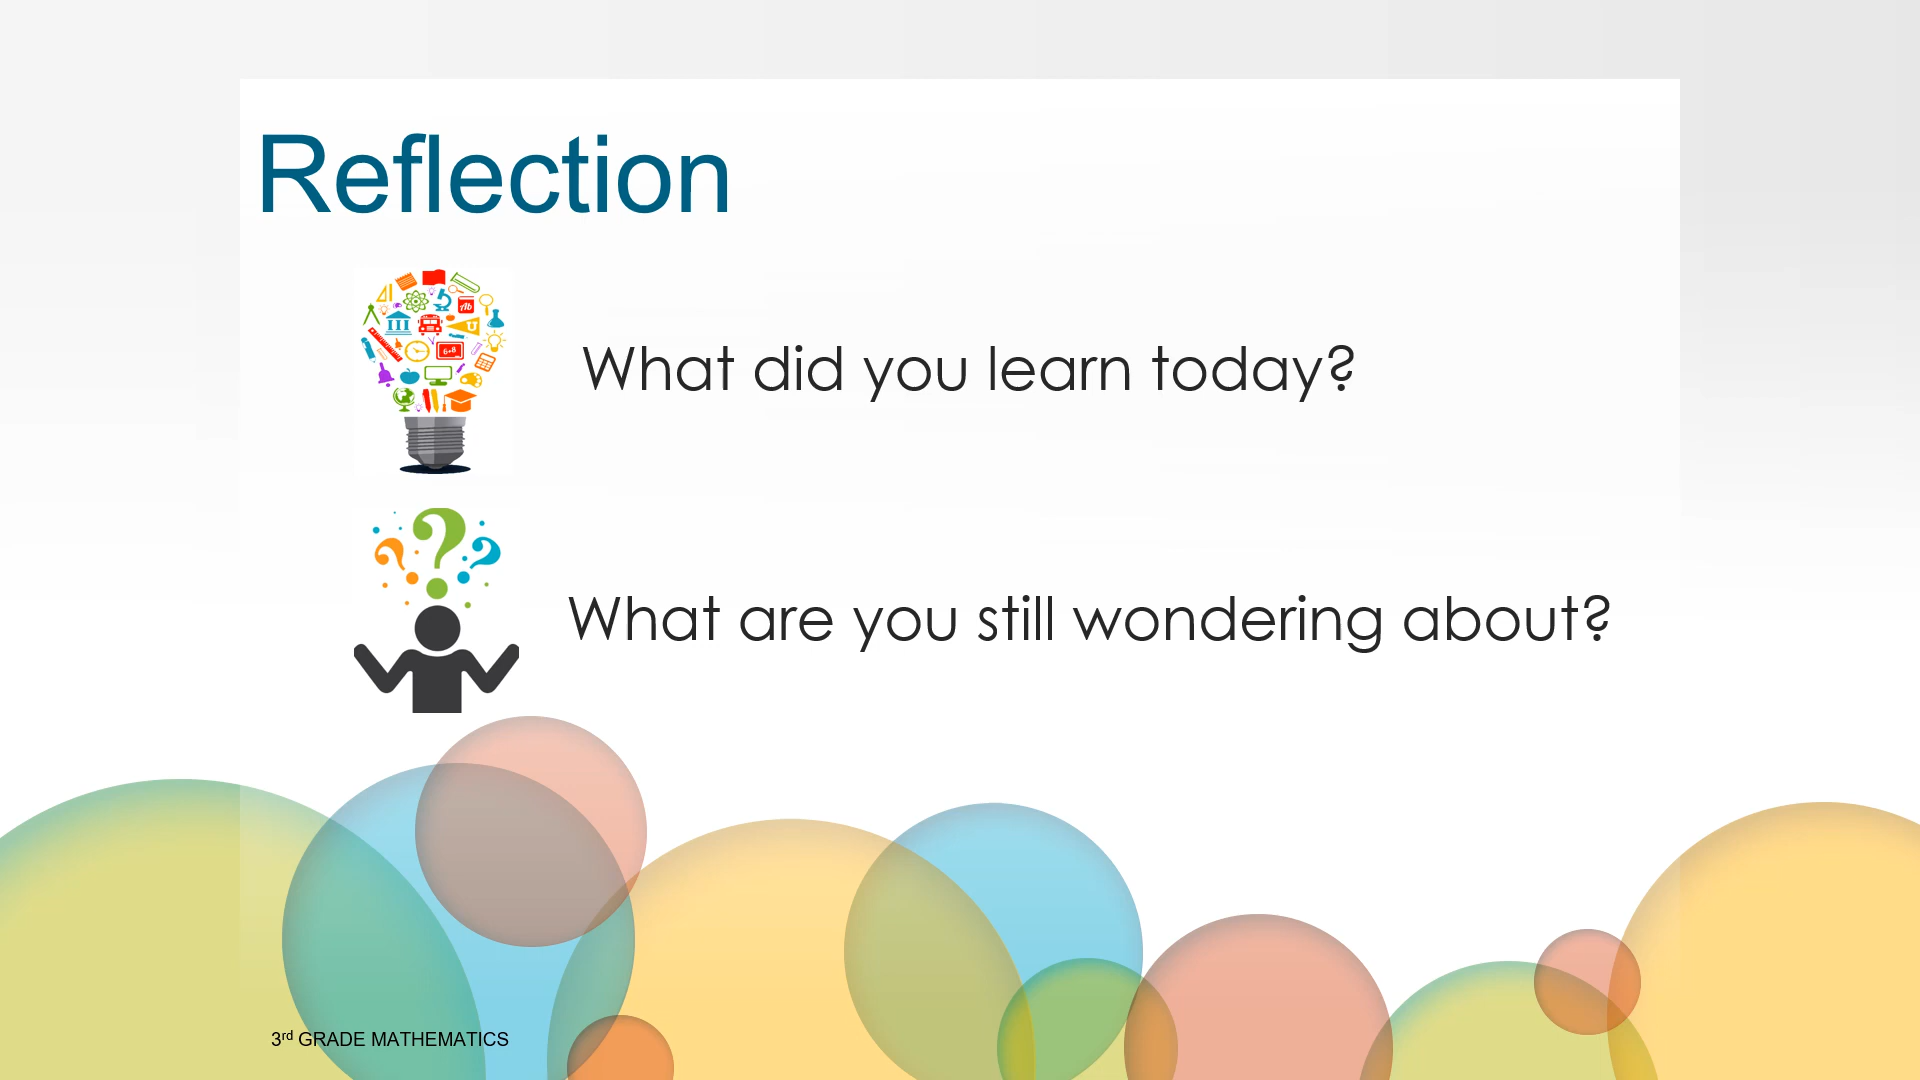 Reflection
What did you learn today?
What are you still wondering about?
3rd GRADE MATHEMATICS